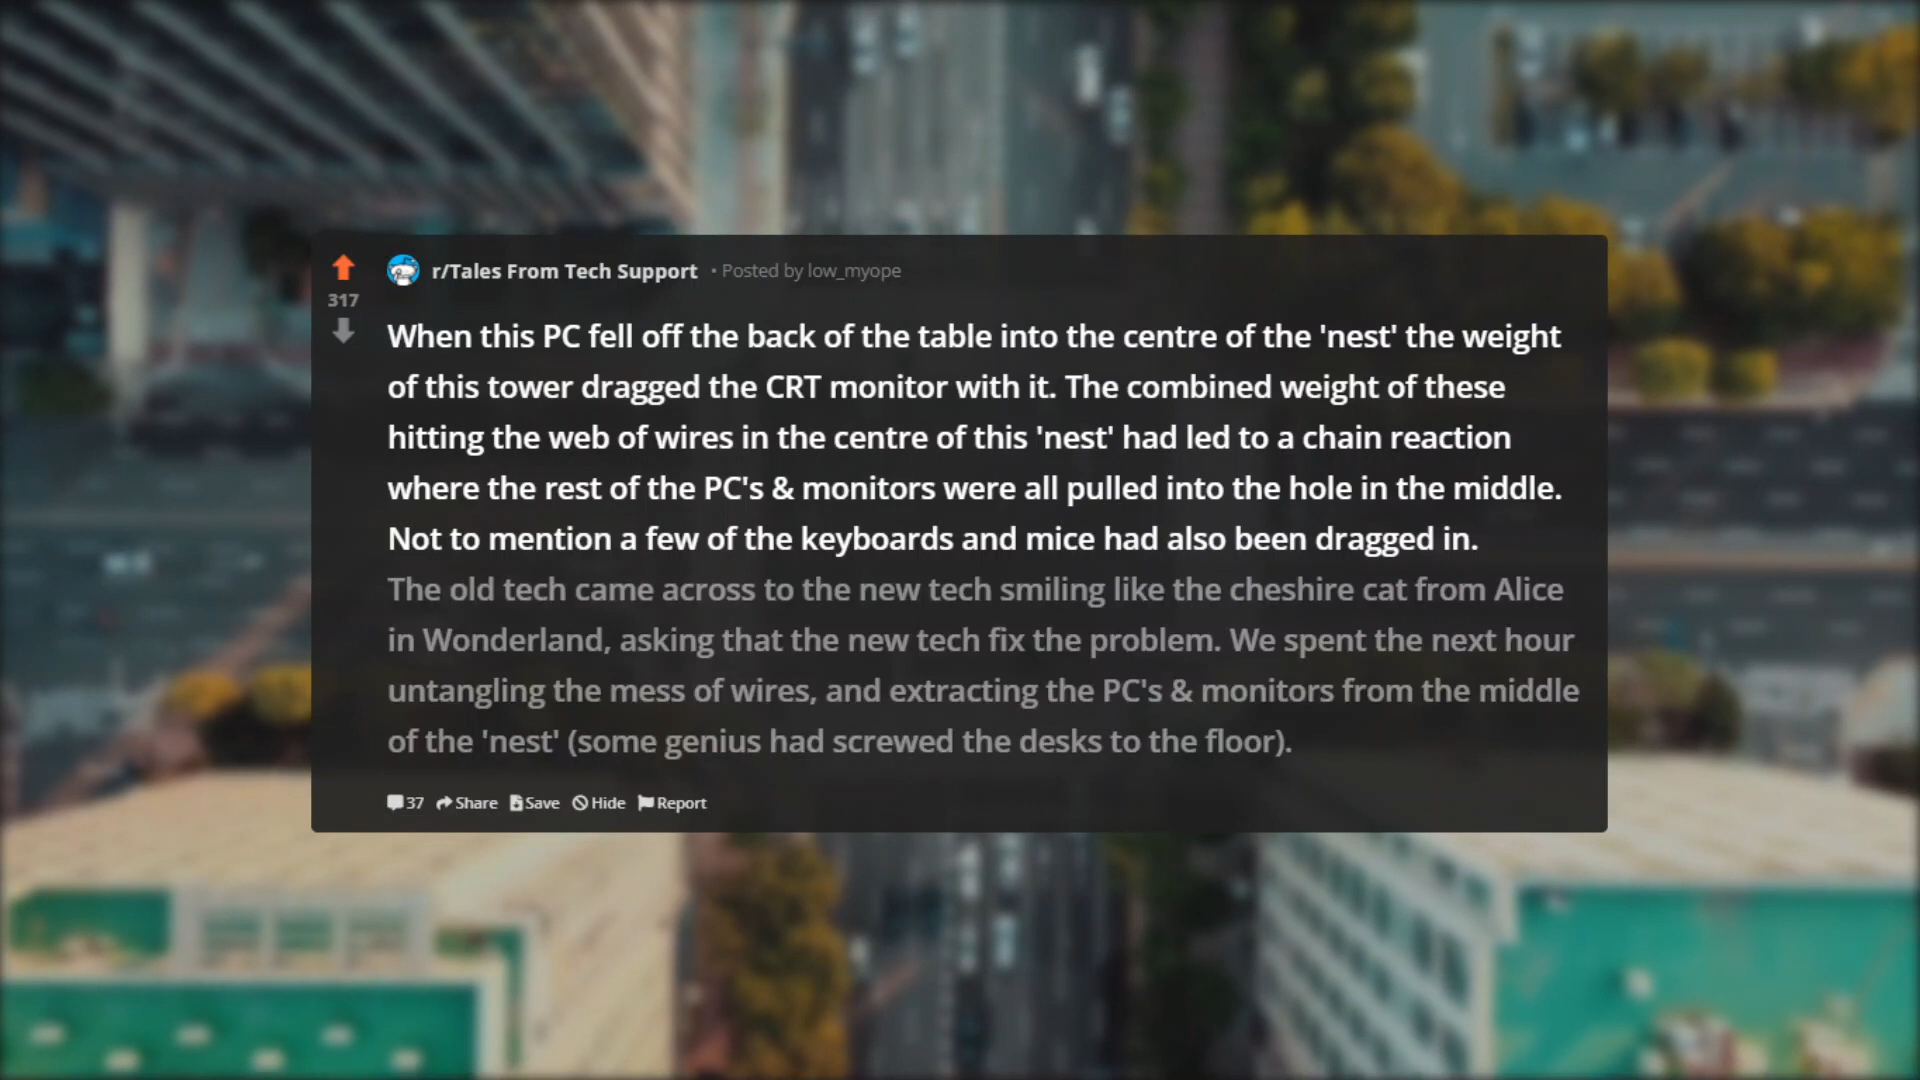 r/Tales From Tech Support • Posted by low_myope
317
When this PC fell off the back of the table into the centre of the 'nest' the weight
of this tower dragged the CRT monitor with it. The combined weight of these
hitting the web of wires in the centre of this 'nest' had led to a chain reaction
where the rest of the PC's & monitors were all pulled into the hole in the middle.
Not to mention a few of the keyboards and mice had also been dragged in.
The old tech came across to the new tech smiling like the cheshire cat from Alice
in Wonderland, asking that the new tech fix the problem. We spent the next hour
untangling the mess of wires, and extracting the PC's & monitors from the middle
of the 'nest' (some genius had screwed the desks to the floor).
37 Share Save Hide Report